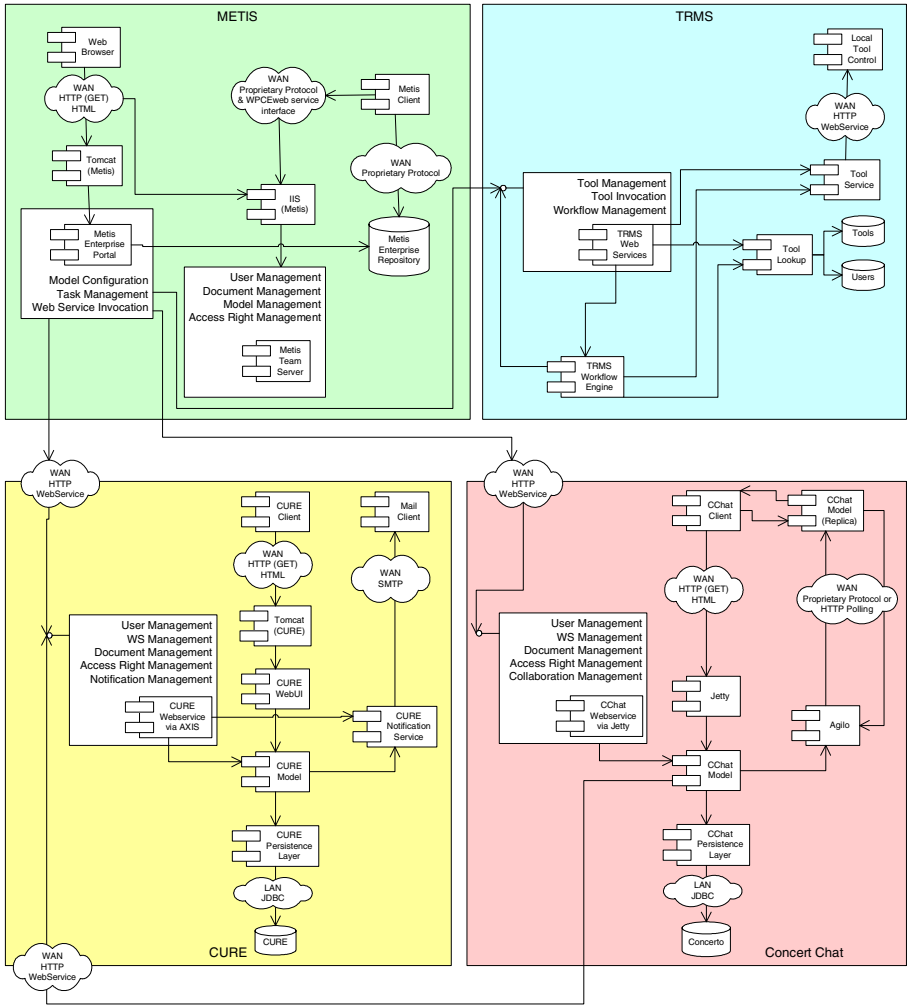 METIS
Web
Browser
WAN
HTTP (GET)
HTML
Tomcat
(Metis)
Metis
Enterprise
Portal
Model Configuration
Task Management
Web Service Invocation
WAN
Proprietary Protocol
& WPCEweb service
interface
Metis
Client
WAN
Proprietary Protocol
IIS
(Metis)
Metis
Enterprise
Repository
User Management
Document Management
Model Management
Access Right Management
Metis
Team
Server
TRMS
Local
Tool
Control
WAN
HTTP
WebService
Tool
Service
Tool Management
Tool Invocation
Workflow Management
TRMS
Web
Services
Tool
Lookup
Tools
Users
TRMS
Workflow
Engine
WAN
HTTP
WebService
WAN
HTTP
WebService
CURE
Client
Mail
Client
WAN
HTTP (GET)
HTML
WAN
SMTP
Tomcat
(CURE)
User Management
WS Management
Document Management
Access Right Management
Notification Management
CURE
WebUI
CURE
Webservice
via AXIS
CURE
Notification
Service
CURE
Model
CURE
Persistence
Layer
LAN
JDBC
CURE
CURE
WAN
HTTP
WebService
CChat
Client
CChat
Model
(Replica)
WAN
HTTP (GET)
HTML
WAN
Proprietary Protocol or
HTTP Polling
User Management
WS Management
Document Management
Access Right Management
Collaboration Management
CChat
Webservice
via Jetty
Jetty
Agilo
CChat
Model
CChat
Persistence
Layer
LAN
JDBC
Concerto
Concert Chat